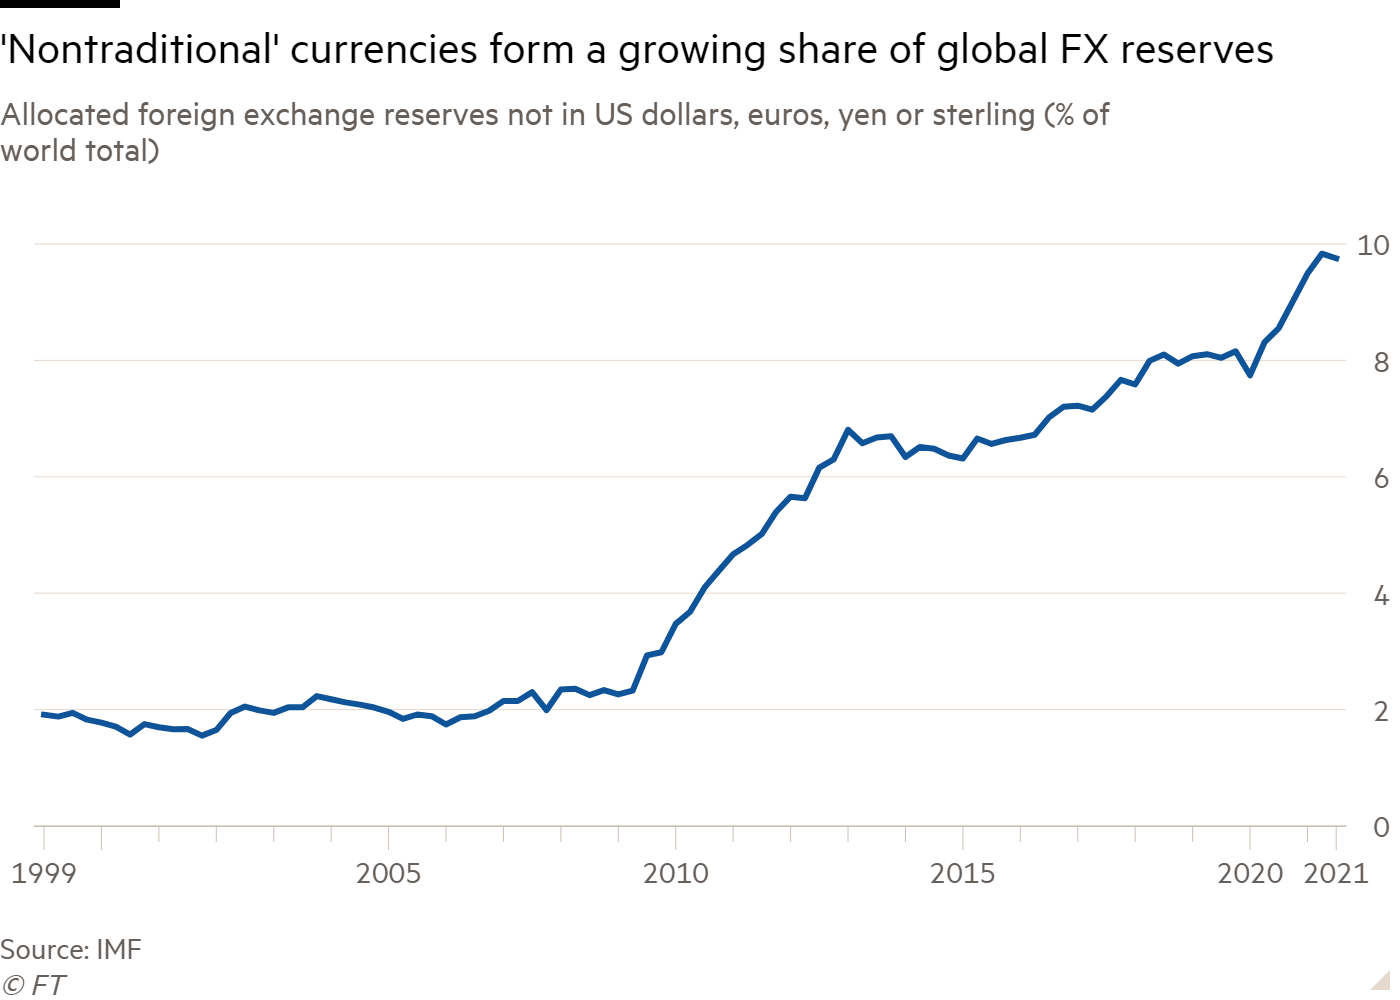 'Nontraditional' currencies form a growing share of global FX reserves
Allocated foreign exchange reserves not in US dollars, euros, yen or sterling (% of
world total)
10
8
6
4
2
0
1999 2005 2010 2015 2020 2021
Source: IMF
© FT